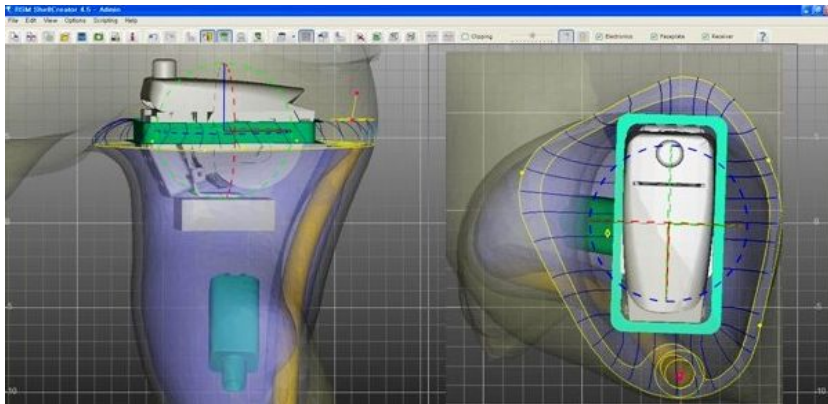 RSM ShellCreator 4.5 - Admin
File Edit View Options Scripting Help
Clipping Electronics Faceplate Receiver ?